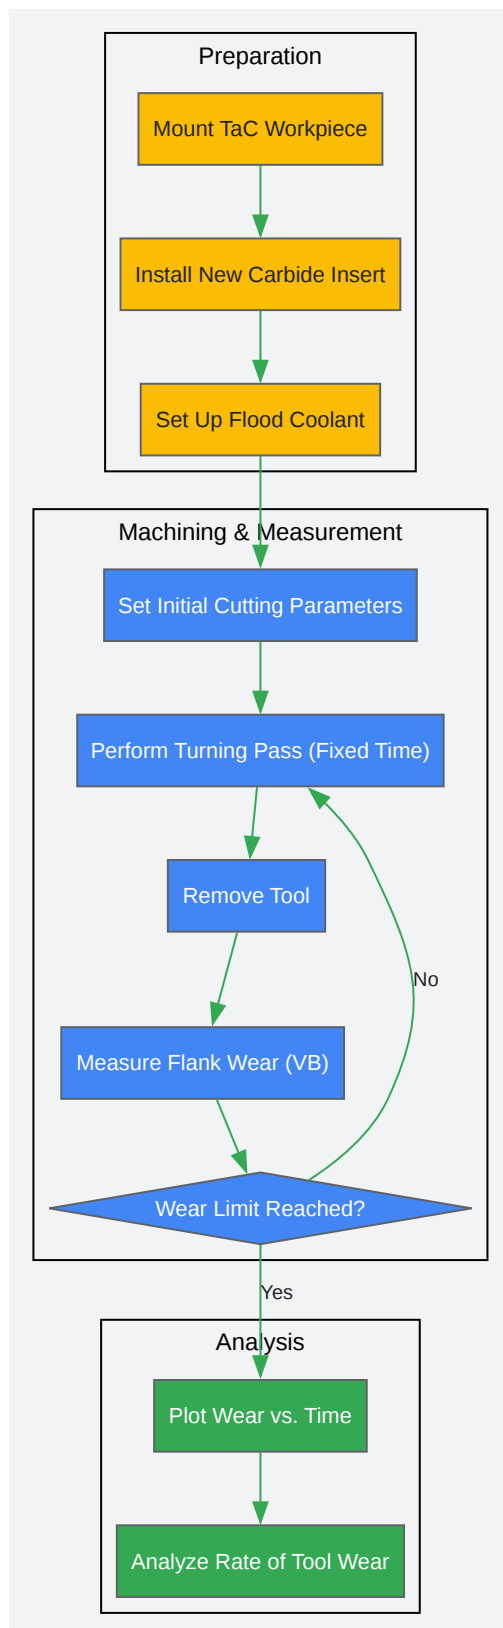 Preparation
Mount TaC Workpiece
Install New Carbide Insert
Set Up Flood Coolant
Machining & Measurement
Set Initial Cutting Parameters
Perform Turning Pass (Fixed Time)
Remove Tool
No
Measure Flank Wear (VB)
Wear Limit Reached?
Yes
Analysis
Plot Wear vs. Time
Analyze Rate of Tool Wear